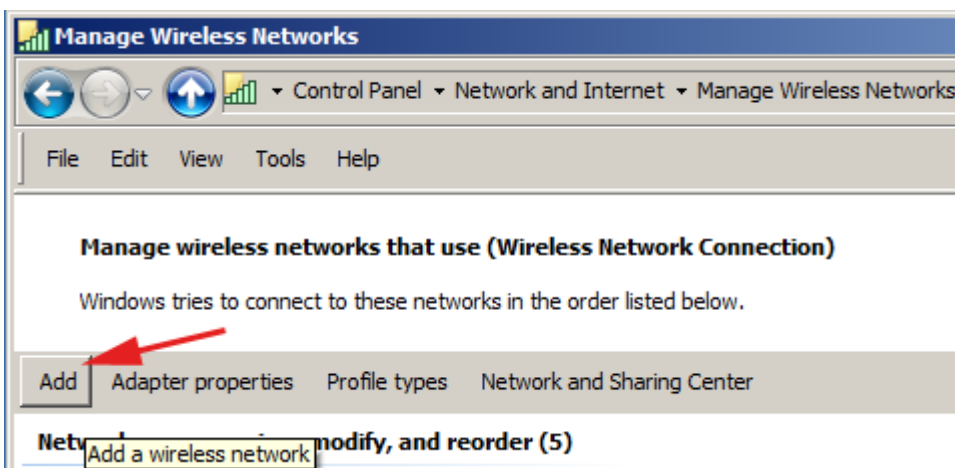 Manage Wireless Networks
Control Panel Network and Internet Manage Wireless Networks
File Edit View Tools Help
Manage wireless networks that use (Wireless Network Connection)
Windows tries to connect to these networks in the order listed below.
Add Adapter properties Profile types Network and Sharing Center
modify, and reorder (5)
Add a wireless network